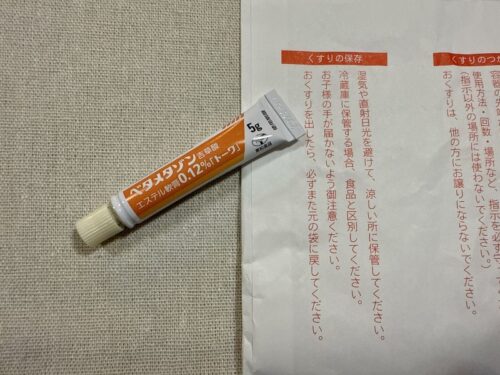 ベタメタゾン吉草酸
エステル軟膏0.12%「トーワ」
5g
くすりの保存
湿気や直射日光を避けて、涼しい所に保管してください。
冷蔵庫に保管する場合、食品と区別してください。
お子様の手が届かないよう御注意ください。
おくすりを出したら、必ずまた元の袋に戻してください。
くすりのつか
使用方法・回数・場所など、指
(指示以外の場所には使わないでください。)
おくすりは、他の方にお譲りにならないでください。